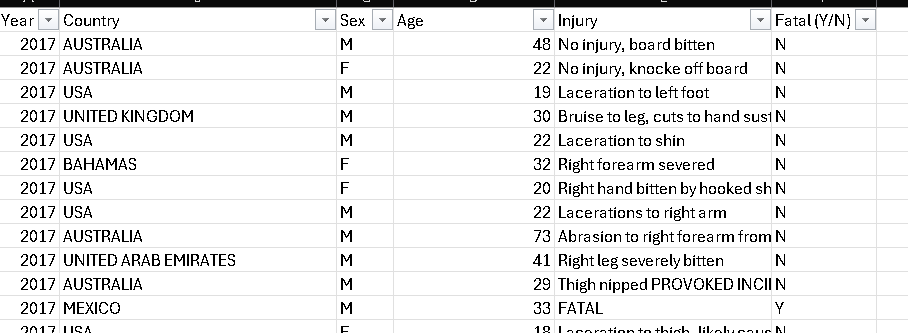 Year Country Sex Age Injury Fatal (Y/N)
2017 AUSTRALIA M 48 No injury, board bitten N
2017 AUSTRALIA F 22 No injury, knocke off board N
2017 USA M 19 Laceration to left foot N
2017 UNITED KINGDOM M 30 Bruise to leg, cuts to hand sust N
2017 USA M 22 Laceration to shin N
2017 BAHAMAS F 32 Right forearm severed N
2017 USA F 20 Right hand bitten by hooked sh N
2017 USA M 22 Lacerations to right arm N
2017 AUSTRALIA M 73 Abrasion to right forearm from N
2017 UNITED ARAB EMIRATES M 41 Right leg severely bitten N
2017 AUSTRALIA M 29 Thigh nipped PROVOKED INCI N
2017 MEXICO M 33 FATAL Y
2017 USA F 18 Laceration to thigh, likely caus N